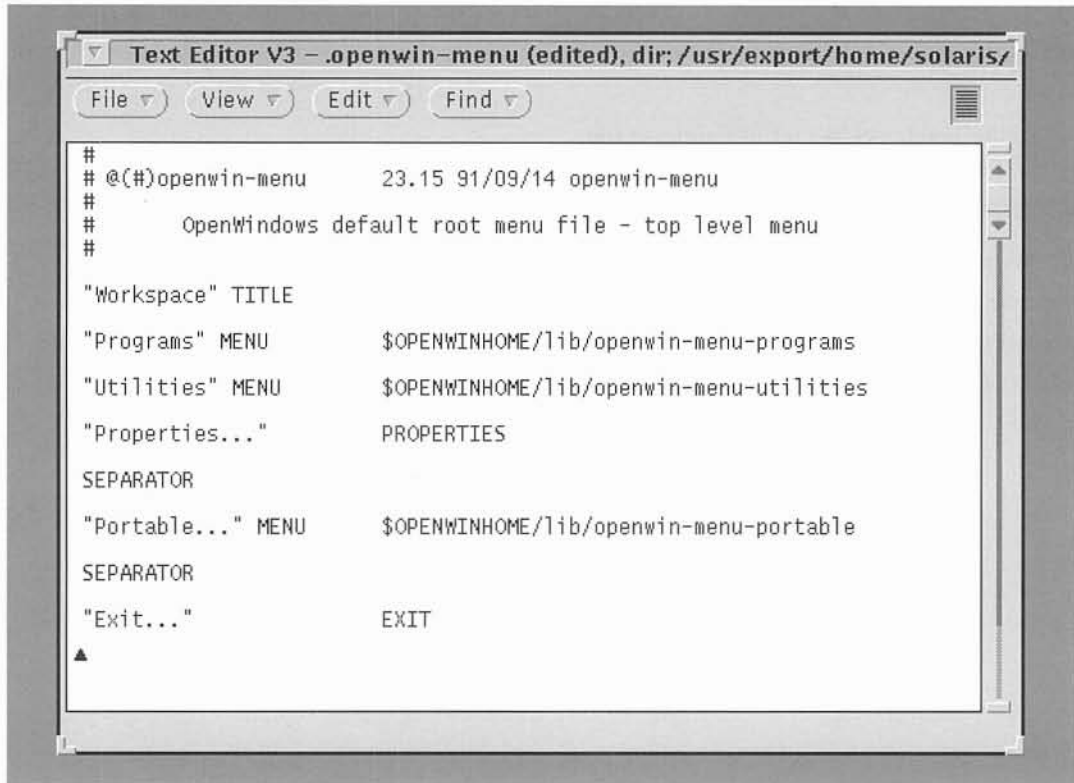 Text Editor V3 – .openwin–menu (edited), dir; /usr/export/home/solaris/
File View Edit Find
#
# @(#)openwin-menu 23.15 91/09/14 openwin-menu
#
# OpenWindows default root menu file - top level menu
#
"Workspace" TITLE
"Programs" MENU $OPENWINHOME/lib/openwin-menu-programs
"Utilities" MENU $OPENWINHOME/lib/openwin-menu-utilities
"Properties..." PROPERTIES
SEPARATOR
"Portable..." MENU $OPENWINHOME/lib/openwin-menu-portable
SEPARATOR
"Exit..." EXIT